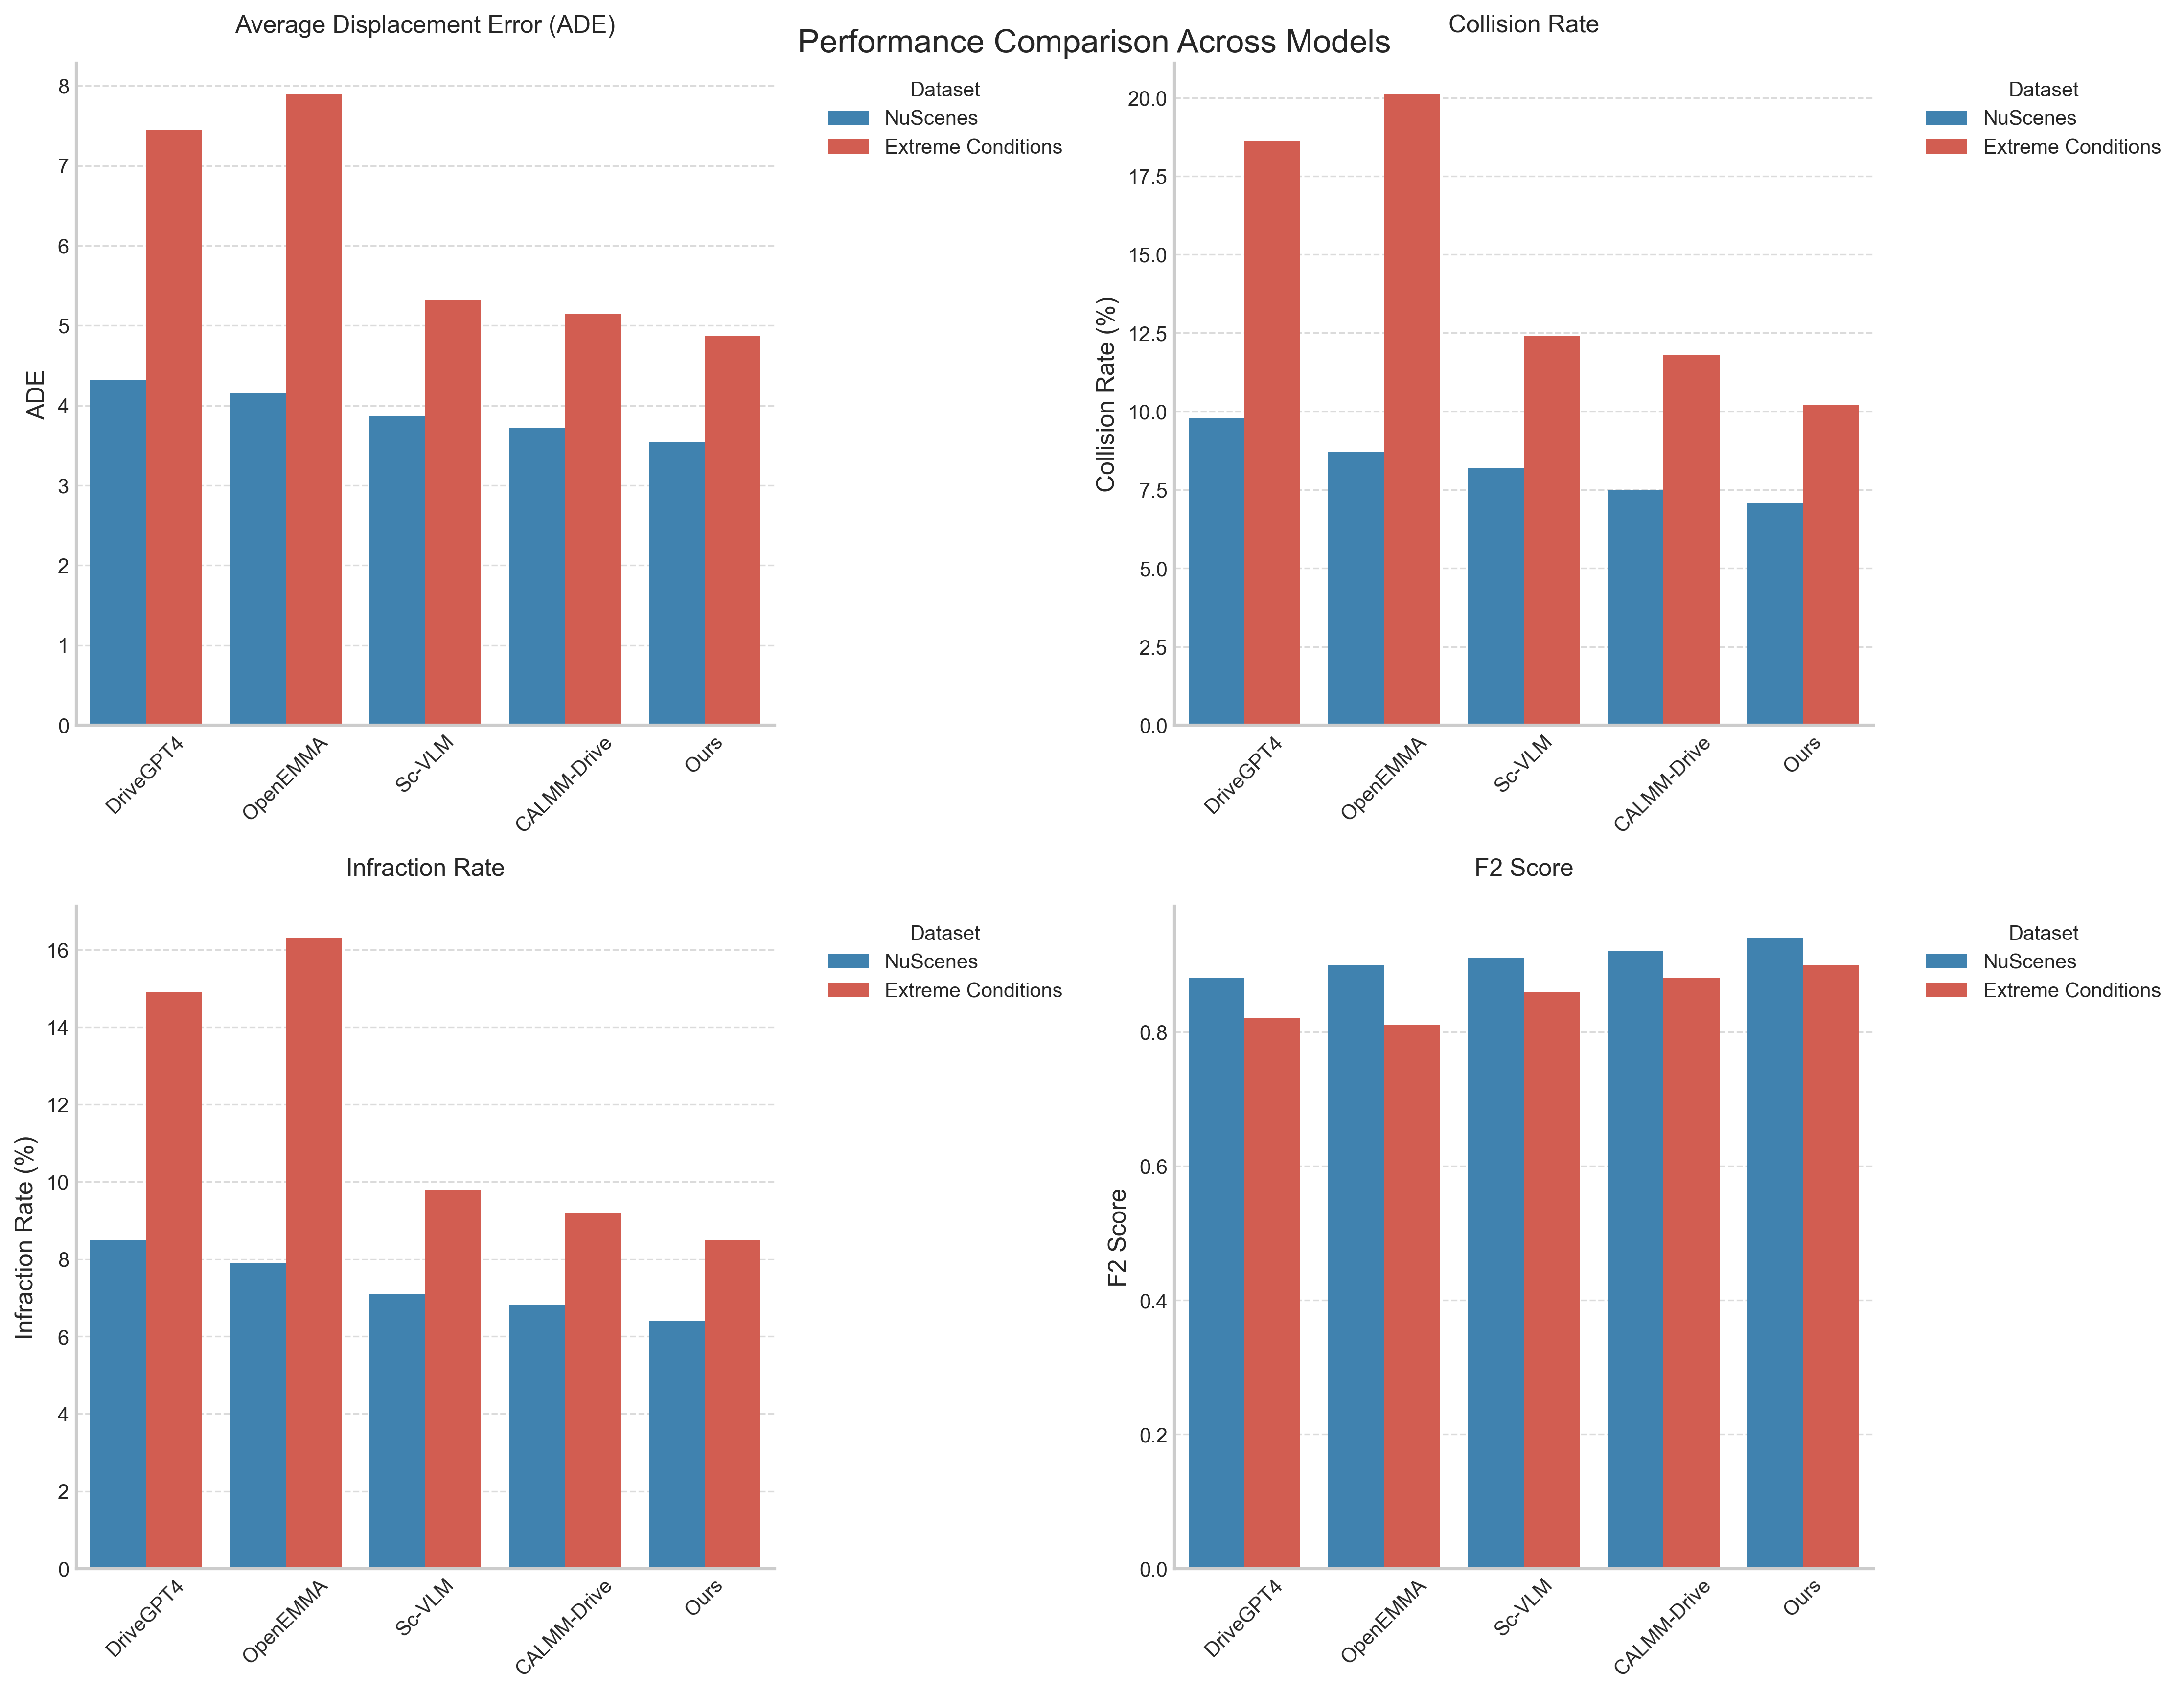 Performance Comparison Across Models
Average Displacement Error (ADE)
ADE
8
7
6
5
4
3
2
1
0
DriveGPT4
OpenEMMA
Sc-VLM
CALMM-Drive
Ours
Dataset
NuScenes
Extreme Conditions
Collision Rate
Collision Rate (%)
20.0
17.5
15.0
12.5
10.0
7.5
5.0
2.5
0.0
DriveGPT4
OpenEMMA
Sc-VLM
CALMM-Drive
Ours
Dataset
NuScenes
Extreme Conditions
Infraction Rate
Infraction Rate (%)
16
14
12
10
8
6
4
2
0
DriveGPT4
OpenEMMA
Sc-VLM
CALMM-Drive
Ours
Dataset
NuScenes
Extreme Conditions
F2 Score
F2 Score
0.8
0.6
0.4
0.2
0.0
DriveGPT4
OpenEMMA
Sc-VLM
CALMM-Drive
Ours
Dataset
NuScenes
Extreme Conditions